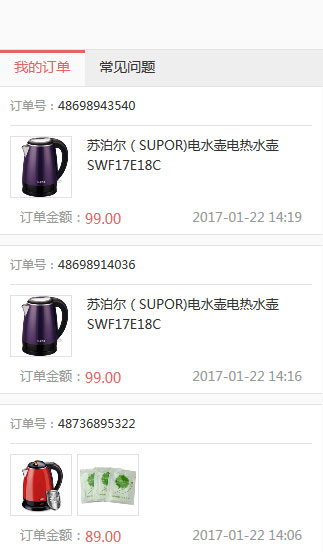 我的订单 常见问题
订单号：48698943540
苏泊尔（SUPOR)电水壶电热水壶
SWF17E18C
订单金额：99.00 2017-01-22 14:19
订单号：48698914036
苏泊尔（SUPOR)电水壶电热水壶
SWF17E18C
订单金额：99.00 2017-01-22 14:16
订单号：48736895322
订单金额：89.00 2017-01-22 14:06